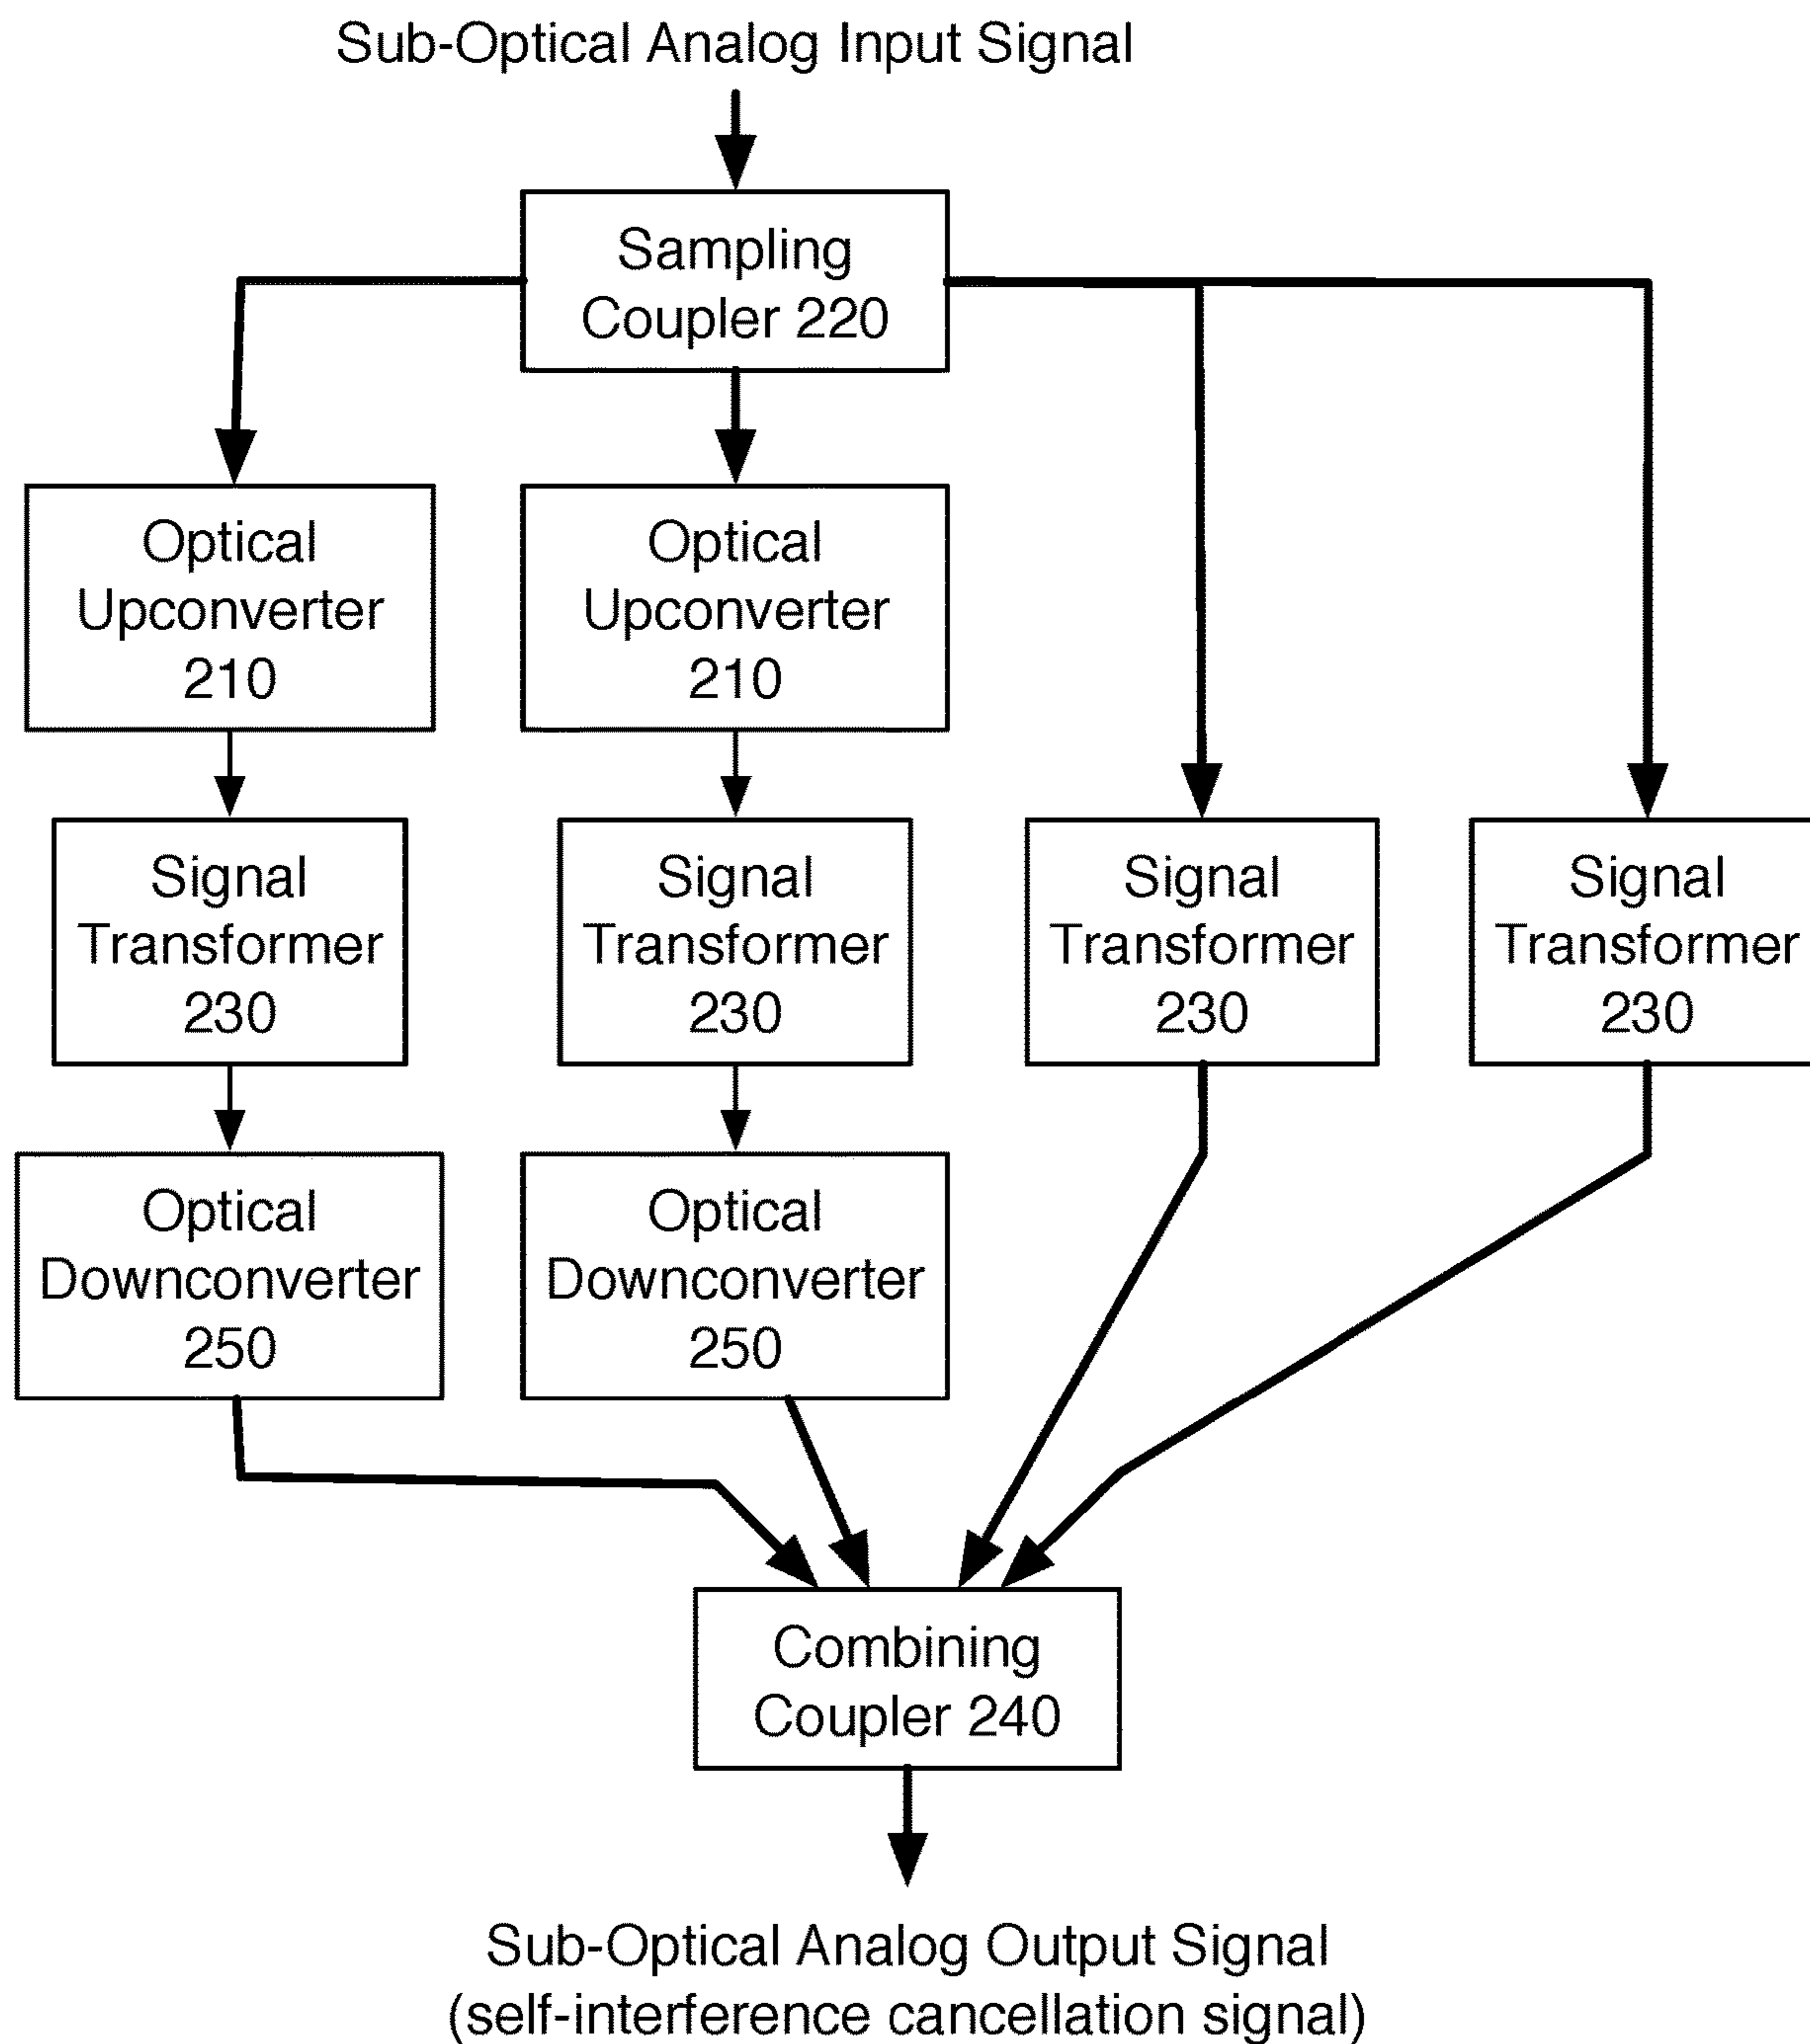 Sub-Optical Analog Input Signal
Sampling
Coupler 220
Optical
Upconverter
210
Optical
Upconverter
210
Signal
Transformer
230
Signal
Transformer
230
Signal
Transformer
230
Signal
Transformer
230
Optical
Downconverter
250
Optical
Downconverter
250
Combining
Coupler 240
Sub-Optical Analog Output Signal
(self-interference cancellation signal)